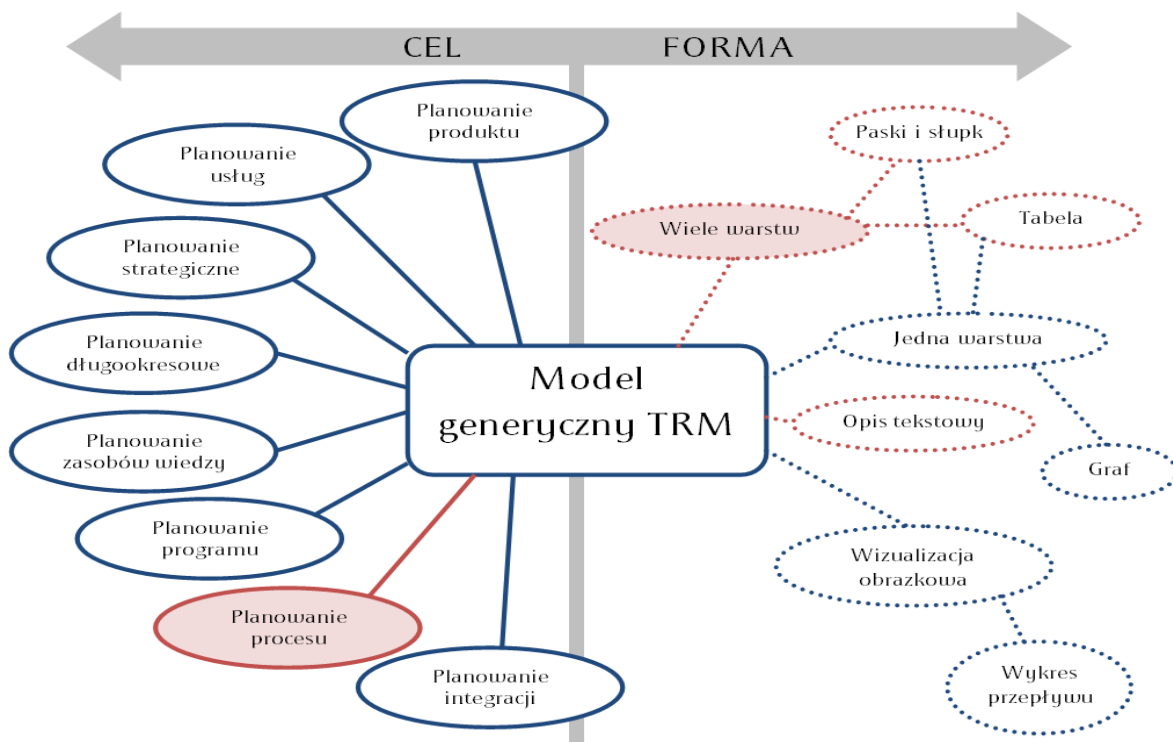 CEL
FORMA
Planowanie
produktu
Planowanie
usług
Planowanie
strategiczne
Planowanie
długookresowe
Planowanie
zasobów wiedzy
Planowanie
programu
Planowanie
procesu
Planowanie
integracji
Model
generyczny TRM
Paski i słupk
Wiele warstw
Tabela
Jedna warstwa
Opis tekstowy
Graf
Wizualizacja
obrazkowa
Wykres
przepływu